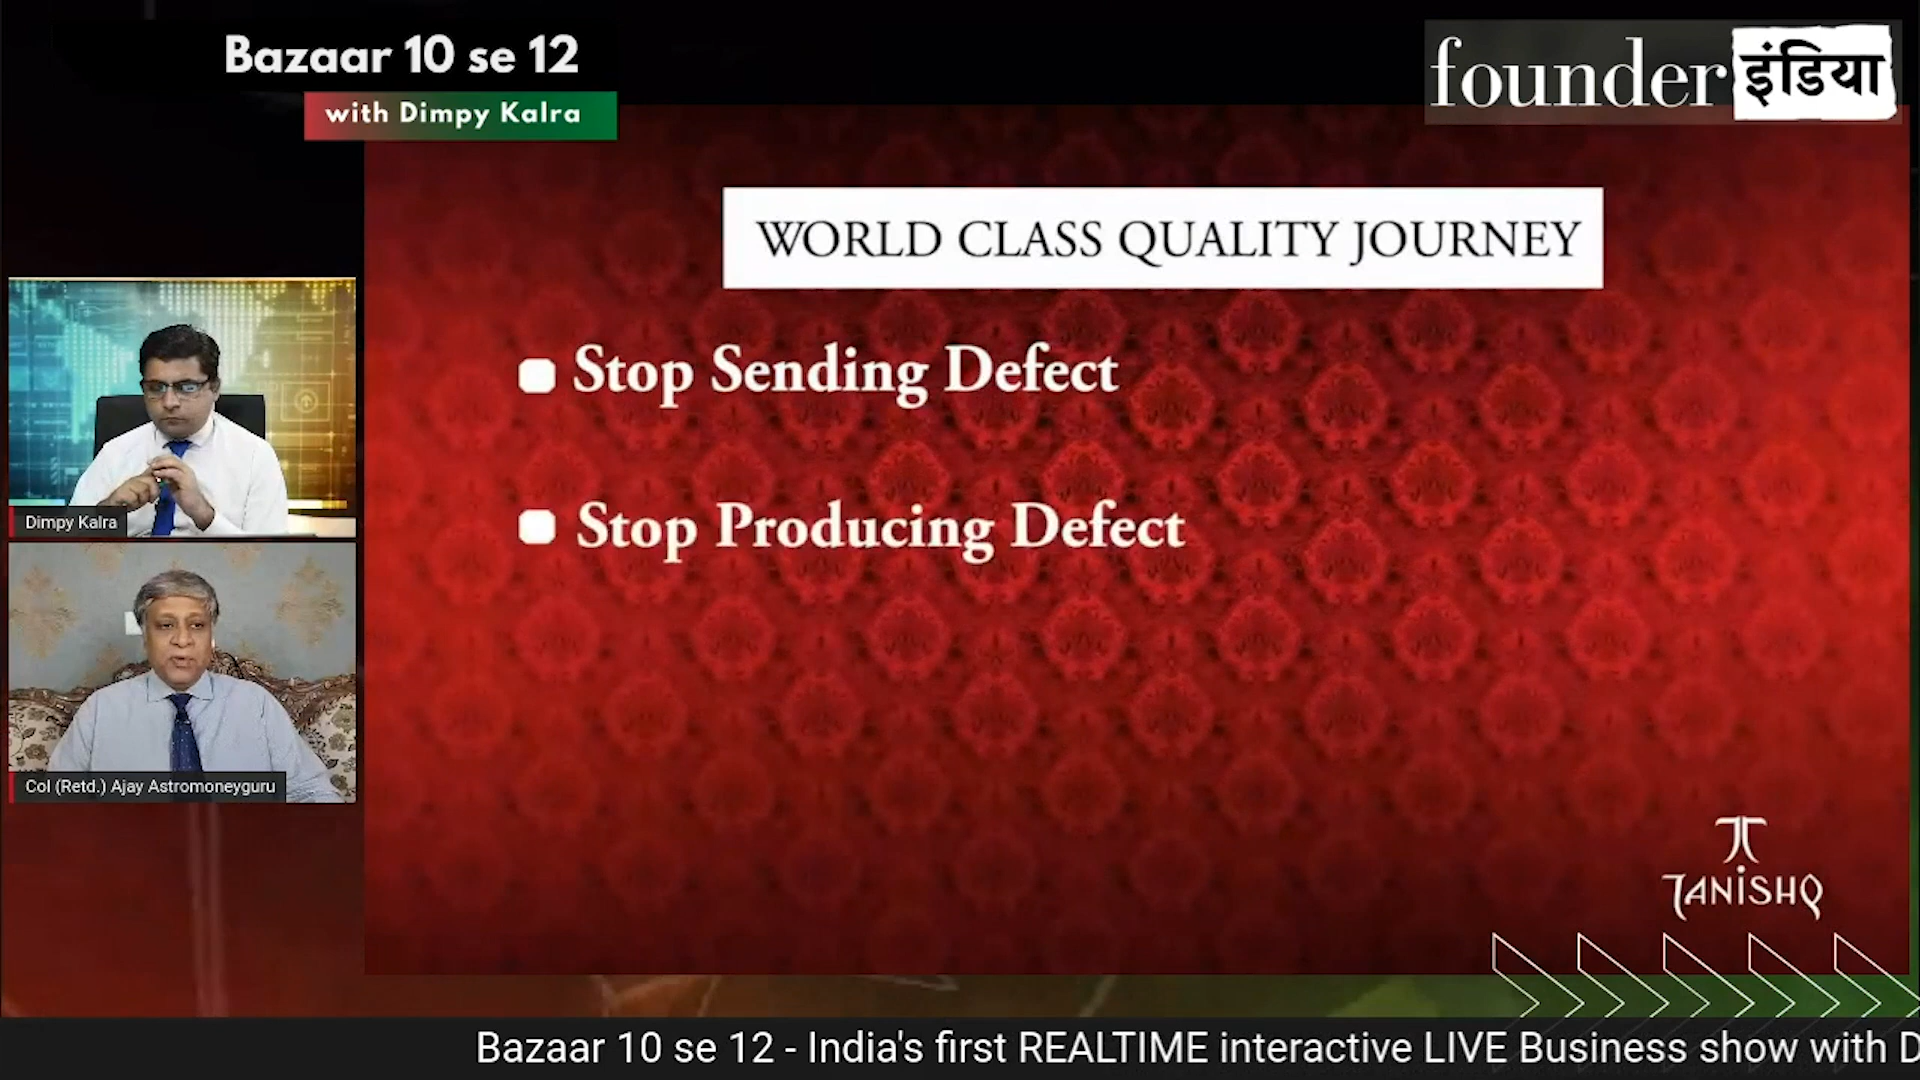 Bazaar 10 se 12
with Dimpy Kalra
founder इंडिया
WORLD CLASS QUALITY JOURNEY
Stop Sending Defect
Stop Producing Defect
Dimpy Kalra
Col (Retd.) Ajay Astromoneyguru
TANISHQ
Bazaar 10 se 12 - India's first REALTIME interactive LIVE Business show with D